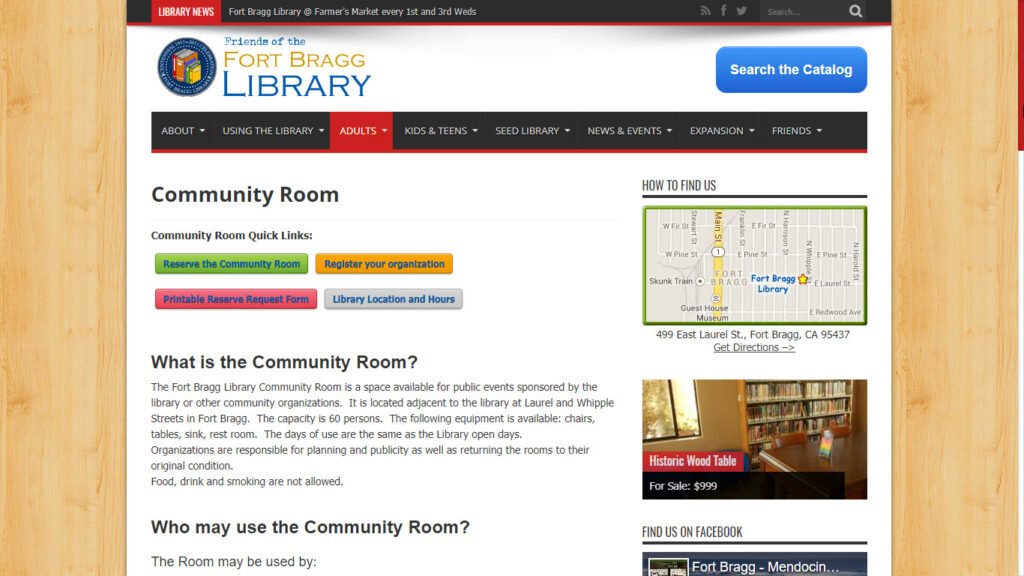 LIBRARY NEWS Fort Bragg Library @ Farmer's Market every 1st and 3rd Weds Search...
Friends of the
FORT BRAGG
LIBRARY
Search the Catalog
ABOUT USING THE LIBRARY ADULTS KIDS & TEENS SEED LIBRARY NEWS & EVENTS EXPANSION FRIENDS
Community Room
Community Room Quick Links:
Reserve the Community Room Register your organization
Printable Reserve Request Form Library Location and Hours
What is the Community Room?
The Fort Bragg Library Community Room is a space available for public events sponsored by the
library or other community organizations. It is located adjacent to the library at Laurel and Whipple
Streets in Fort Bragg. The capacity is 60 persons. The following equipment is available: chairs,
tables, sink, rest room. The days of use are the same as the Library open days.
Organizations are responsible for planning and publicity as well as returning the rooms to their
original condition.
Food, drink and smoking are not allowed.
Who may use the Community Room?
The Room may be used by:
HOW TO FIND US
Stewart St
Main St
Franklin St
N Harrison St
N Whipple
N Harold St
W Fir St
E Fir St
W Pine St
E Pine St
E Pine St
1
Skunk Train
FORT
BRAGG
Fort Bragg
Library
E Laurel St
Guest House
Museum
E Redwood Ave
499 East Laurel St., Fort Bragg, CA 95437
Get Directions -->
Historic Wood Table
For Sale: $999
FIND US ON FACEBOOK
Fort Bragg - Mendocin...